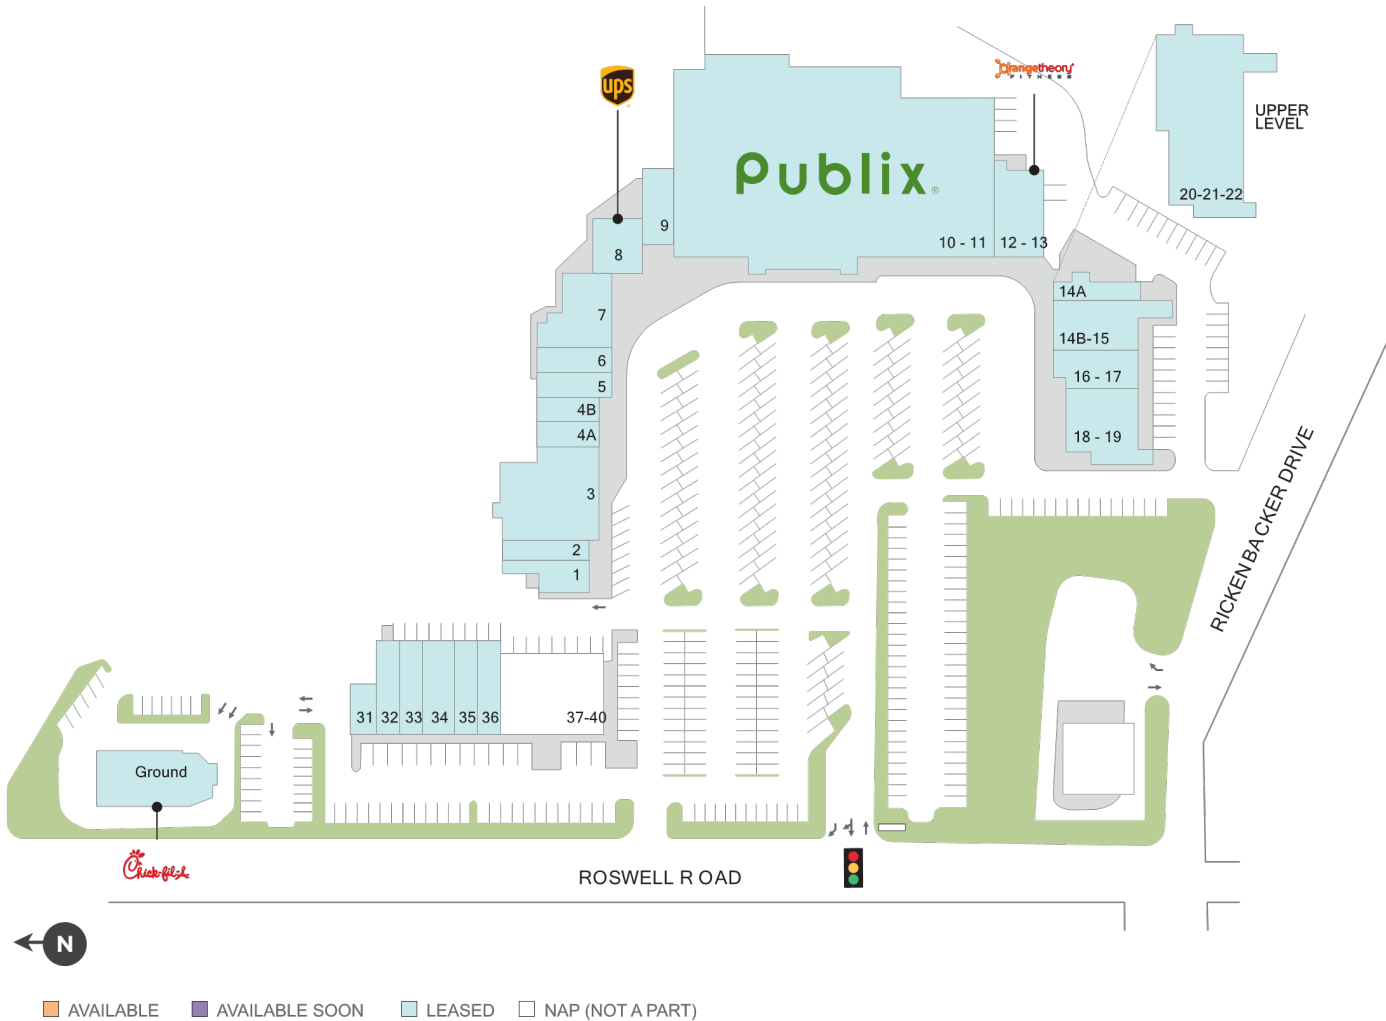 ups
orangetheory®
FITNESS
UPPER
LEVEL
Publix®
20-21-22
9
10 - 11
12 - 13
8
14A
7
14B-15
6
16 - 17
5
4B
4A
18 - 19
3
2
1
RICKENBACKER DRIVE
31
32
33
34
35
36
37-40
Ground
Chick-fil-A
ROSWELL ROAD
N
AVAILABLE
AVAILABLE SOON
LEASED
NAP (NOT A PART)